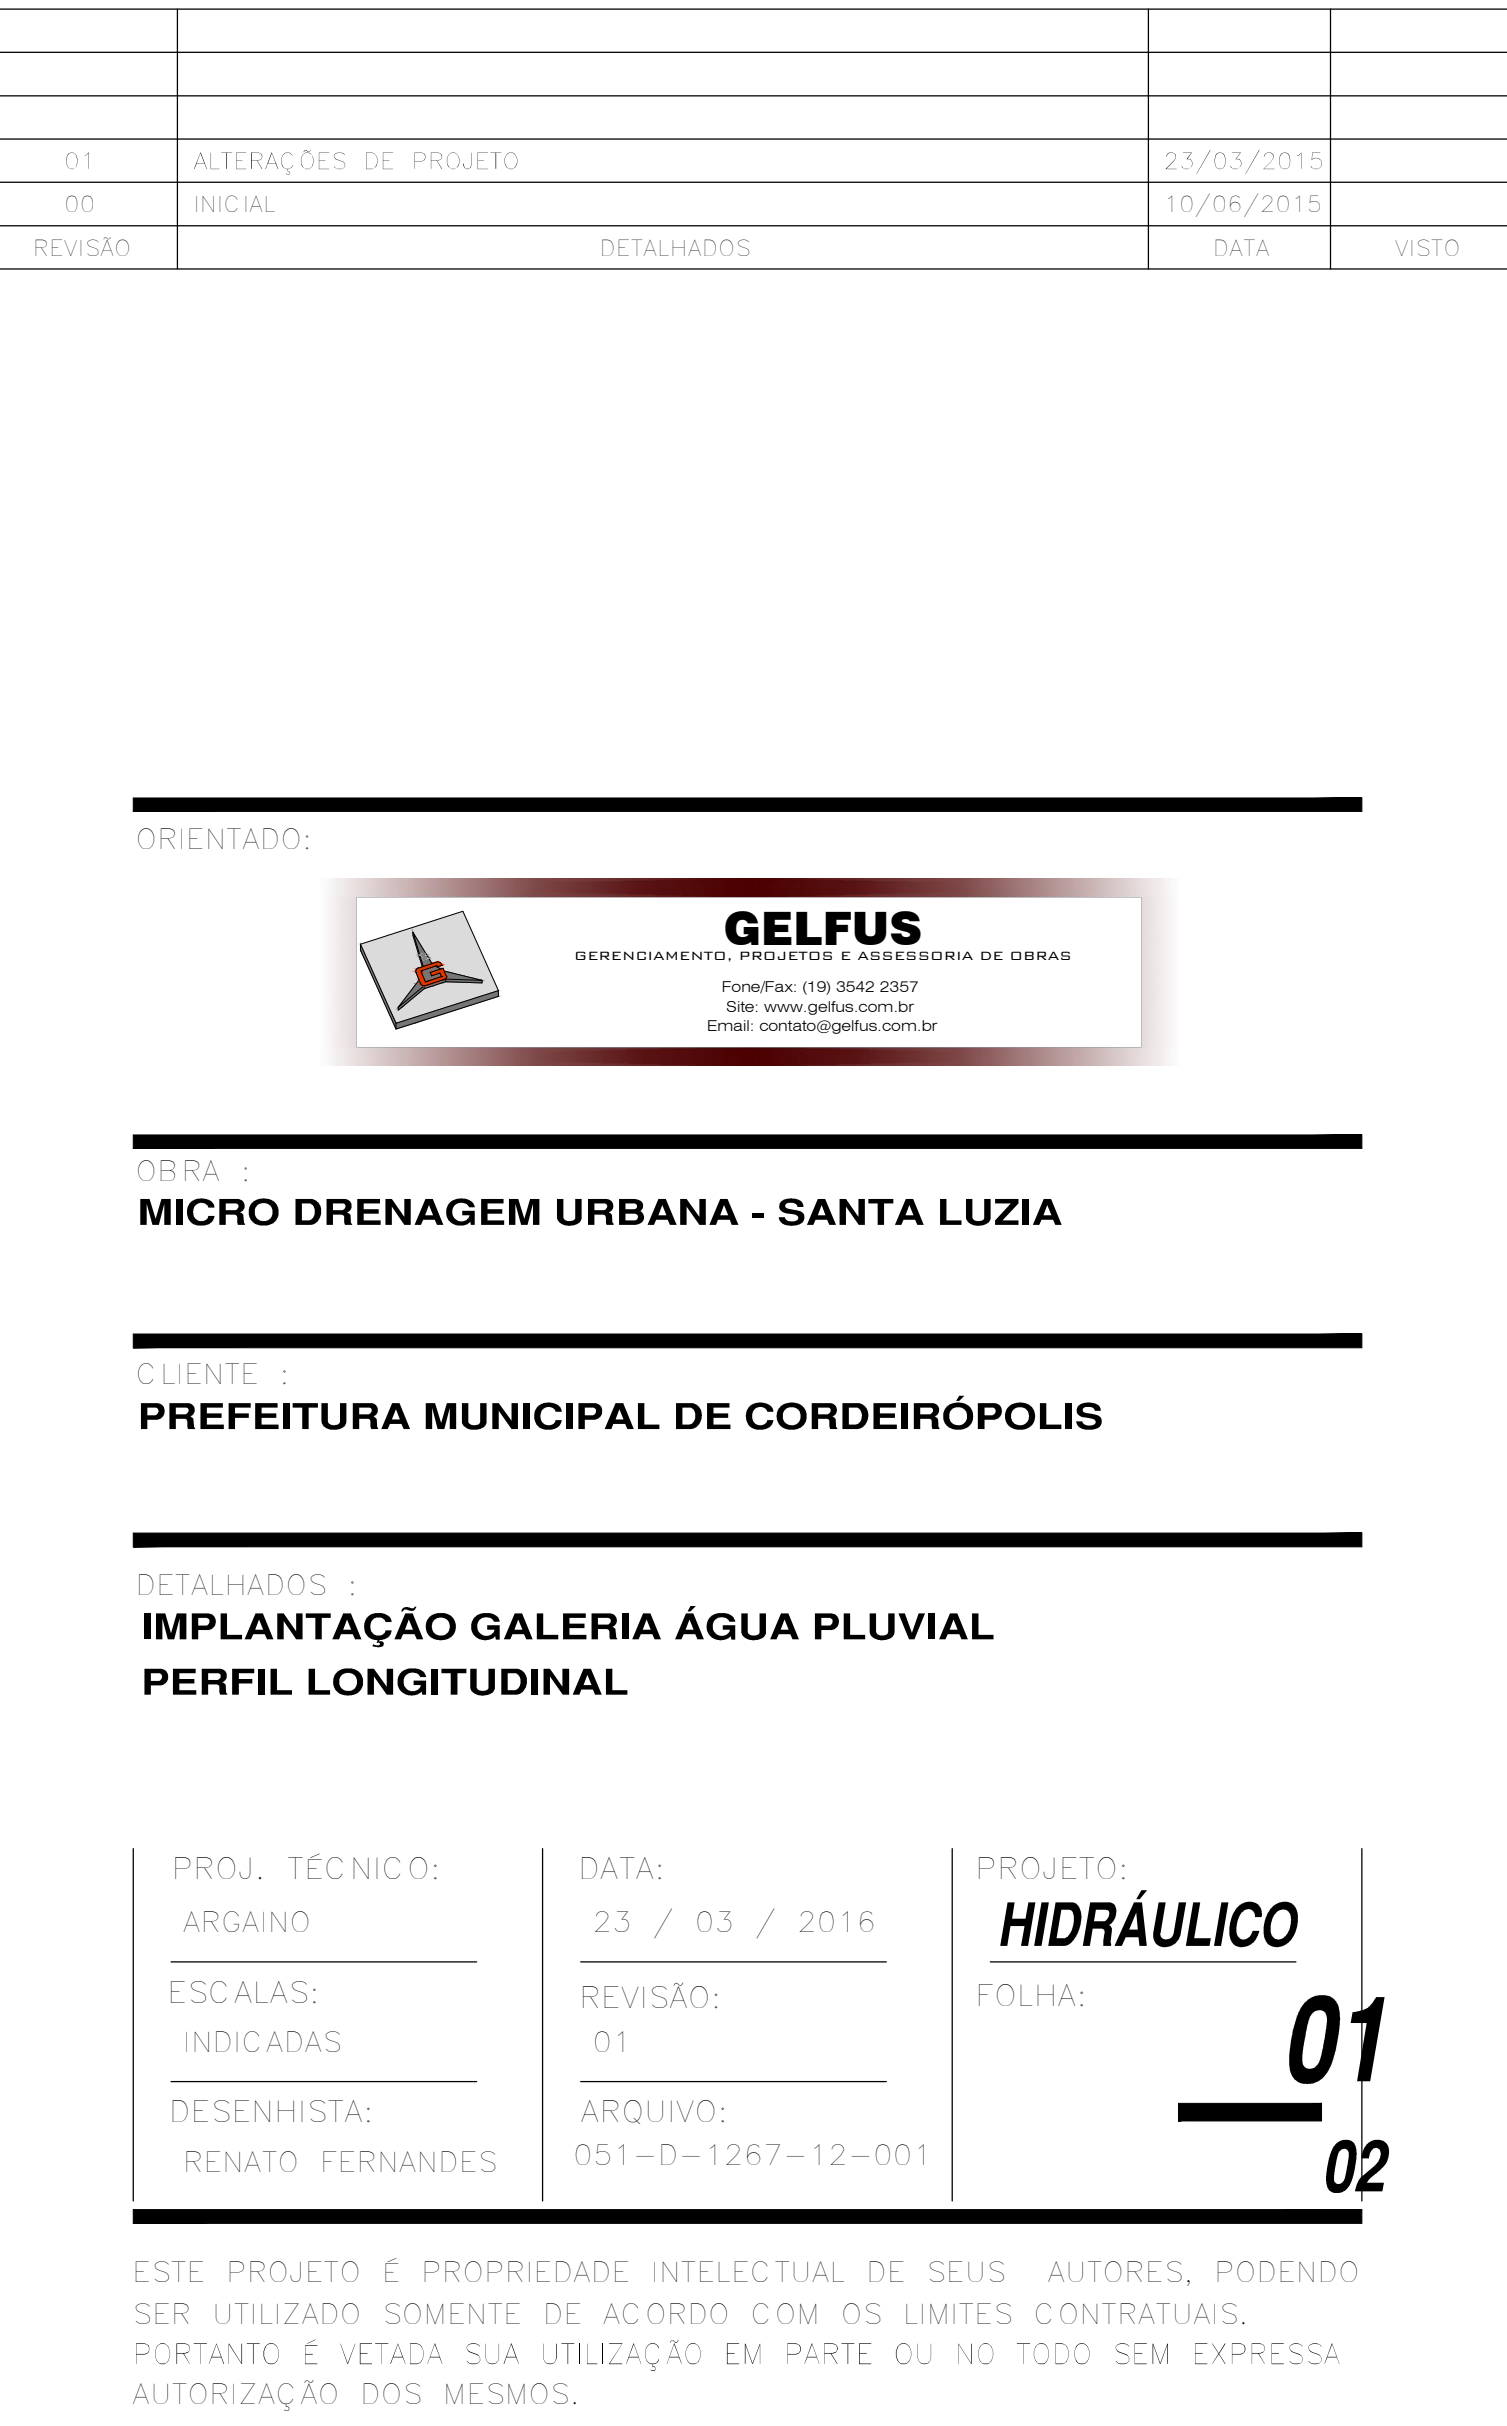 01 ALTERAÇÕES DE PROJETO 23/03/2015
00 INICIAL 10/06/2015
REVISÃO DETALHADOS DATA VISTO
ORIENTADO:
G
GELFUS
GERENCIAMENTO, PROJETOS E ASSESSORIA DE OBRAS
Fone/Fax: (19) 3542 2357
Site: www.gelfus.com.br
Email: contato@gelfus.com.br
OBRA :
MICRO DRENAGEM URBANA - SANTA LUZIA
CLIENTE :
PREFEITURA MUNICIPAL DE CORDEIRÓPOLIS
DETALHADOS :
IMPLANTAÇÃO GALERIA ÁGUA PLUVIAL
PERFIL LONGITUDINAL
PROJ. TÉCNICO:
ARGAINO
ESCALAS:
INDICADAS
DESENHISTA:
RENATO FERNANDES
DATA:
23 / 03 / 2016
REVISÃO:
01
ARQUIVO:
051-D-1267-12-001
PROJETO:
HIDRÁULICO
FOLHA:
01
02
ESTE PROJETO É PROPRIEDADE INTELECTUAL DE SEUS AUTORES, PODENDO
SER UTILIZADO SOMENTE DE ACORDO COM OS LIMITES CONTRATUAIS.
PORTANTO É VETADA SUA UTILIZAÇÃO EM PARTE OU NO TODO SEM EXPRESSA
AUTORIZAÇÃO DOS MESMOS.